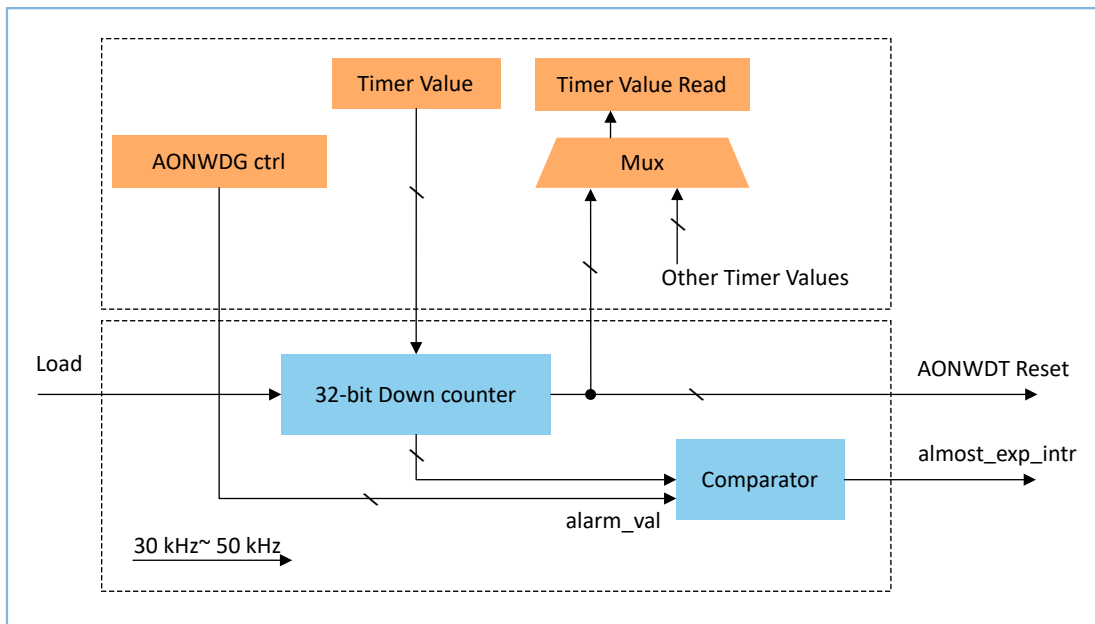 Timer Value
Timer Value Read
AONWDG ctrl
Mux
Other Timer Values
Load
32-bit Down counter
AONWDT Reset
Comparator
almost_exp_intr
alarm_val
30 kHz~ 50 kHz